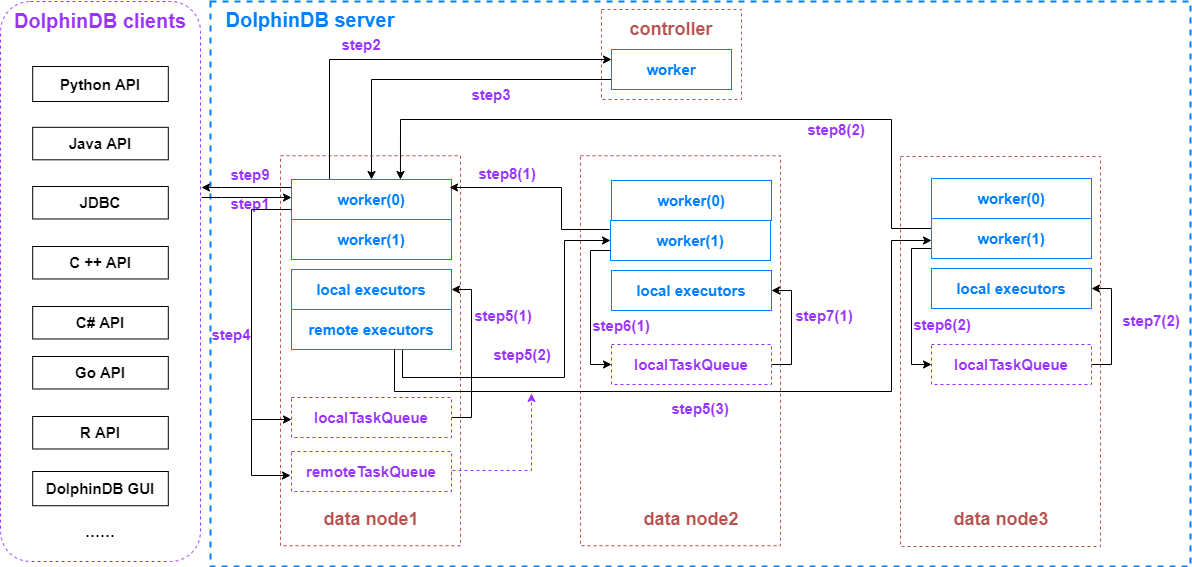 DolphinDB clients
Python API
Java API
JDBC
C ++ API
C# API
Go API
R API
DolphinDB GUI
......
DolphinDB server
controller
worker
step2
step3
step8(2)
step9
step1
step8(1)
worker(0)
worker(1)
local executors
remote executors
step4
step5(1)
step5(2)
step5(3)
localTaskQueue
remoteTaskQueue
data node1
worker(0)
worker(1)
local executors
step6(1)
step7(1)
localTaskQueue
data node2
worker(0)
worker(1)
local executors
step6(2)
step7(2)
localTaskQueue
data node3